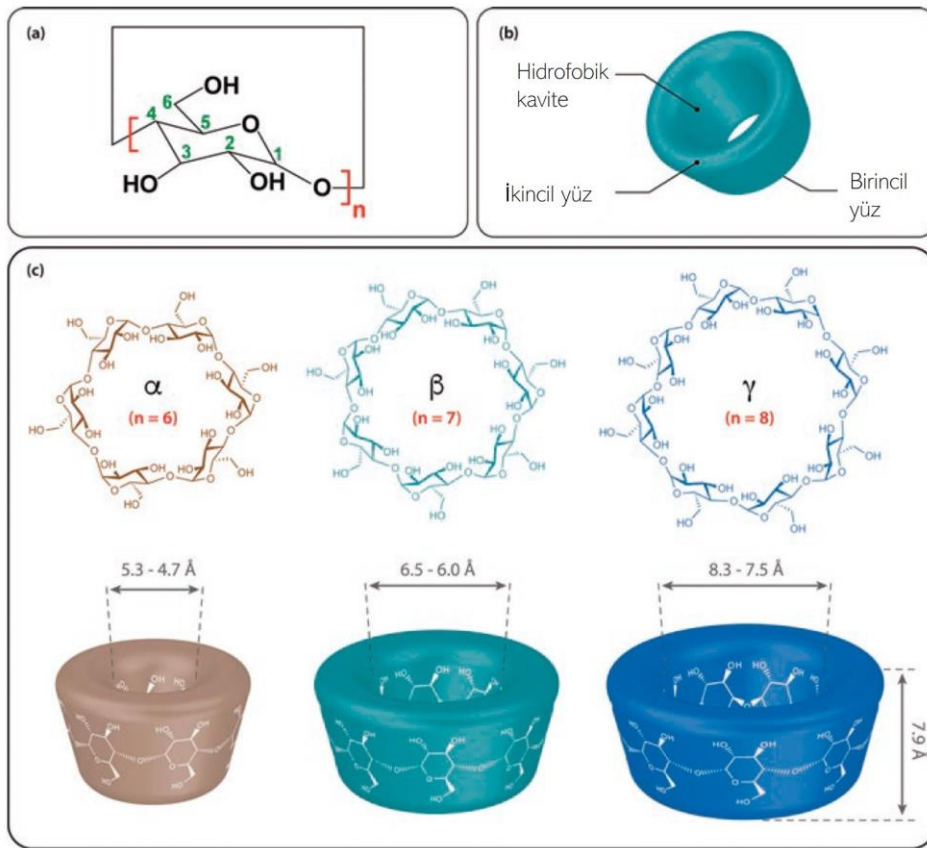 (a)
OH
6
4
5
O
HO
3
2
OH
1
O
n
(b)
Hidrofobik
kavite
İkincil yüz
Birincil
yüz
(c)
α
(n = 6)
β
(n = 7)
γ
(n = 8)
5.3 - 4.7 Å
6.5 - 6.0 Å
8.3 - 7.5 Å
7.9 Å